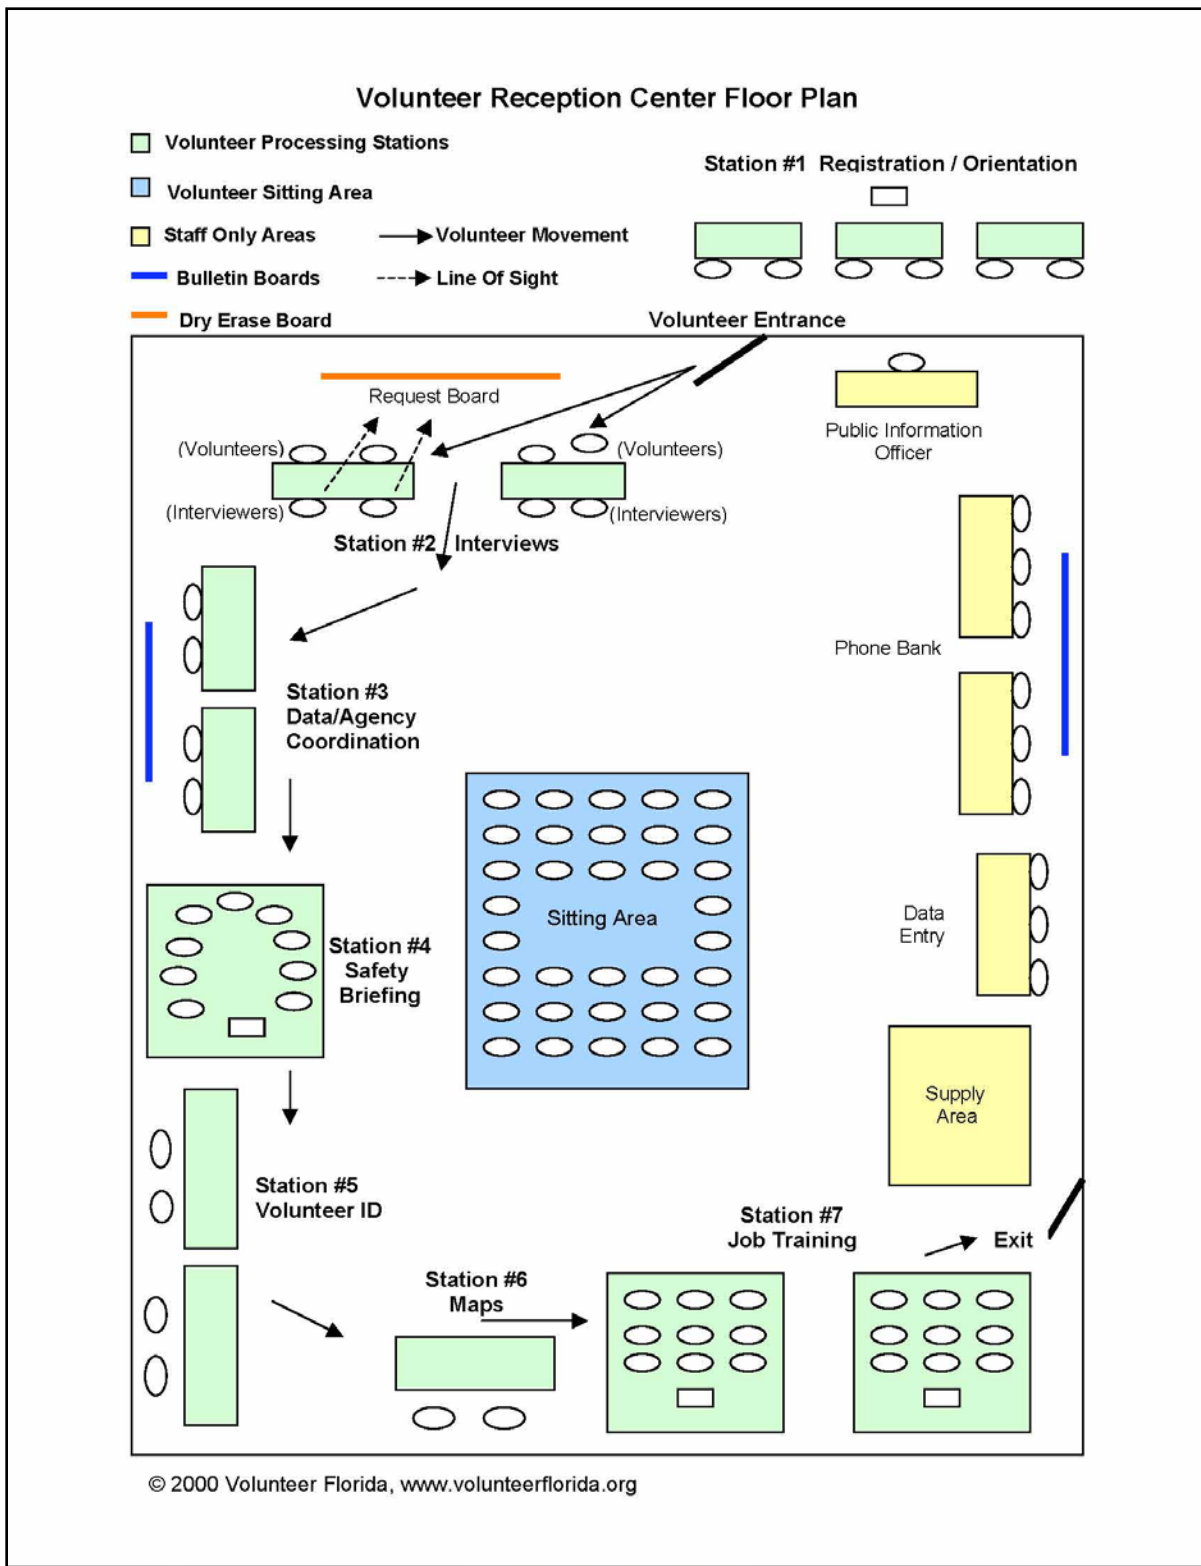 Volunteer Reception Center Floor Plan
Volunteer Processing Stations
Volunteer Sitting Area
Staff Only Areas
Volunteer Movement
Bulletin Boards
Line Of Sight
Dry Erase Board
Station #1 Registration / Orientation
Volunteer Entrance
Request Board
(Volunteers)
(Volunteers)
(Interviewers)
(Interviewers)
Station #2 Interviews
Public Information
Officer
Phone Bank
Station #3
Data/Agency
Coordination
Sitting Area
Data
Entry
Station #4
Safety
Briefing
Supply
Area
Station #5
Volunteer ID
Station #6
Maps
Station #7
Job Training
Exit
© 2000 Volunteer Florida, www.volunteerflorida.org